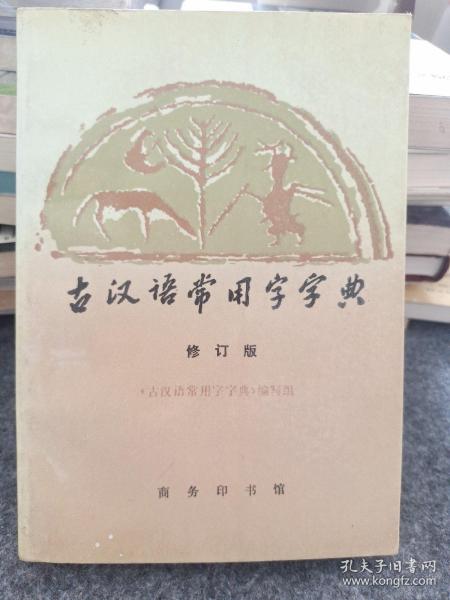 古汉语常用字字典
修订版
《古汉语常用字字典》编写组
商务印书馆
孔夫子旧书网
www.kongfz.com